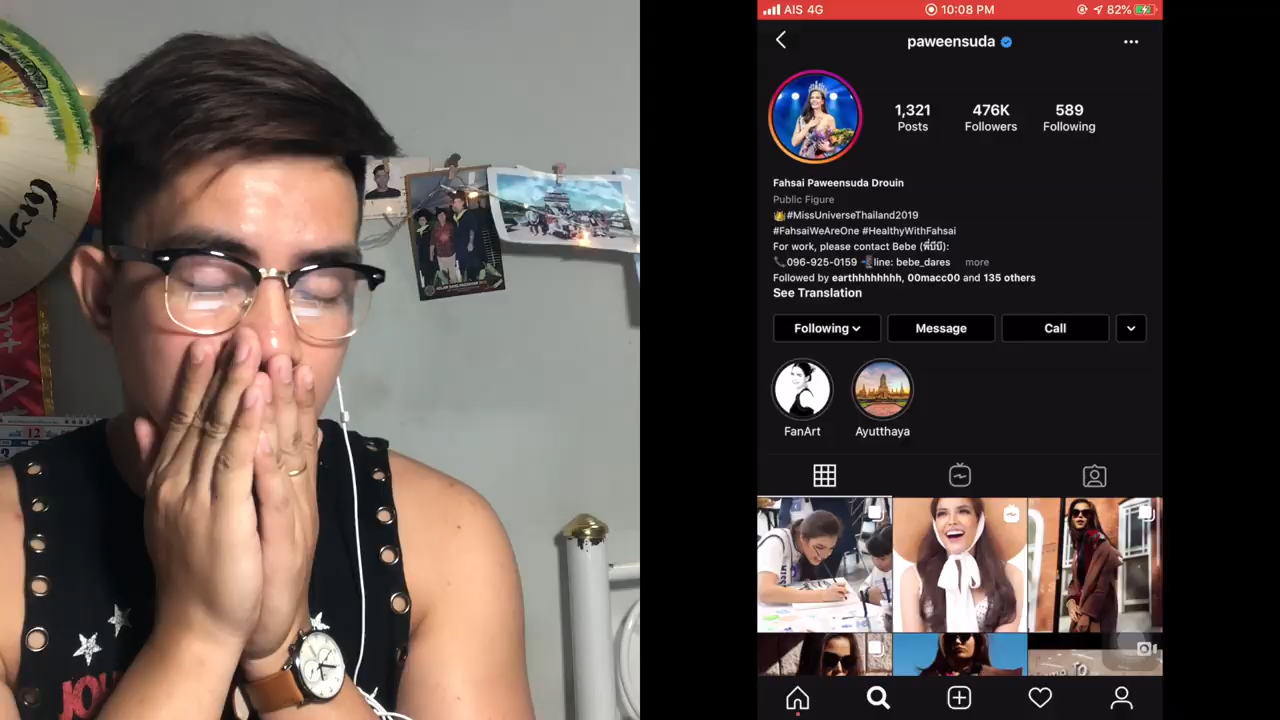 AIS 4G
10:08 PM
82%
paweensuda
1,321
Posts
476K
Followers
589
Following
Fahsai Paweensuda Drouin
Public Figure
👑#MissUniverseThailand2019
#FahsaiWeAreOne #HealthyWithFahsai
For work, please contact Bebe (พี่บีบี):
📞096-925-0159 📲line: bebe_dares more
Followed by earthhhhhhhh, 00macc00 and 135 others
See Translation
Following
Message
Call
FanArt
Ayutthaya
12